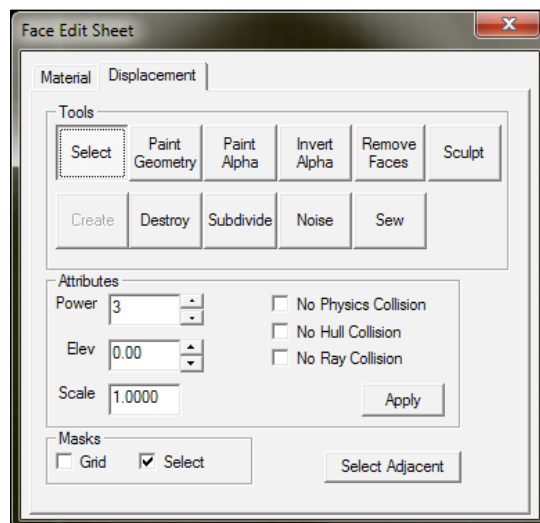 Face Edit Sheet
Material Displacement
Tools
Select Paint Geometry Paint Alpha Invert Alpha Remove Faces Sculpt
Create Destroy Subdivide Noise Sew
Attributes
Power 3 No Physics Collision
No Hull Collision
Elev 0.00 No Ray Collision
Scale 1.0000 Apply
Masks
Grid Select Select Adjacent